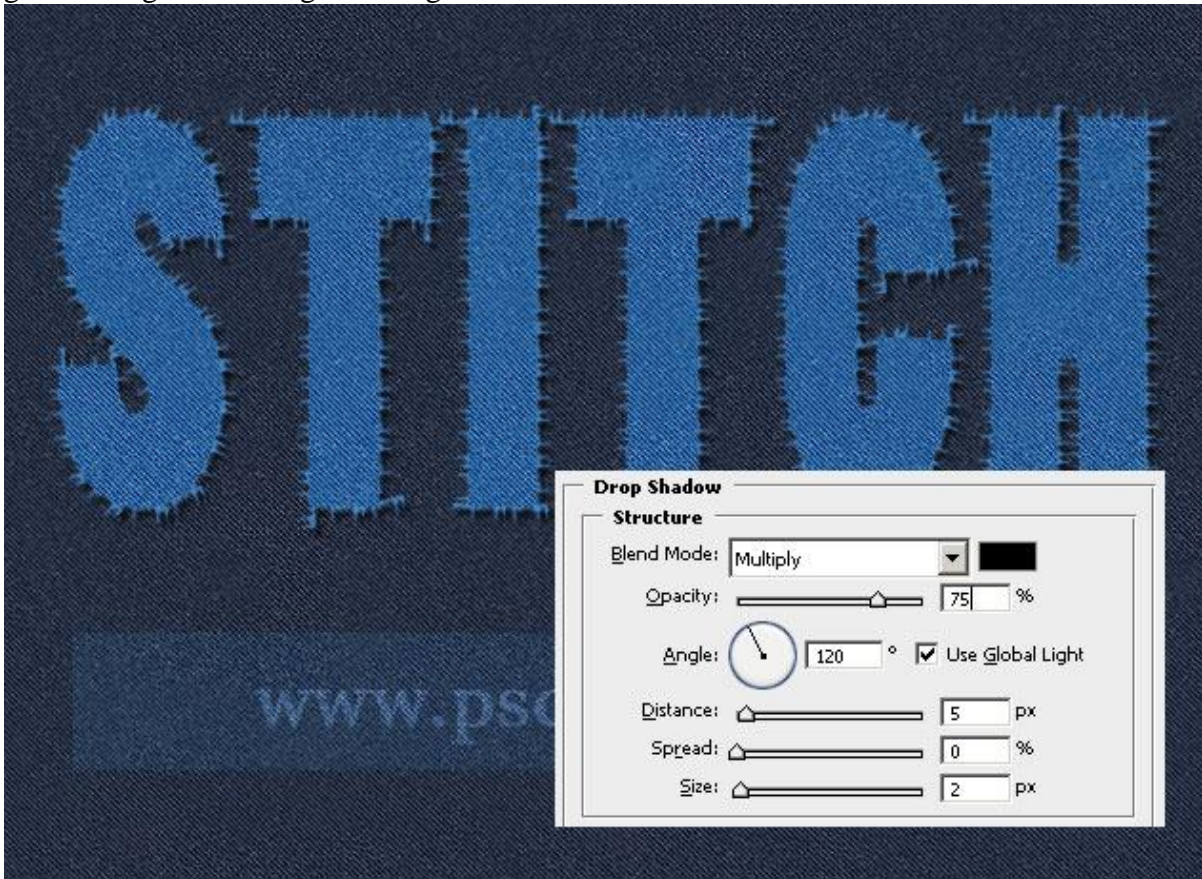 STITCH
Drop Shadow
Structure
Blend Mode: Multiply
Opacity: 75 %
Angle: 120 ° Use Global Light
Distance: 5 px
Spread: 0 %
Size: 2 px
www.psd